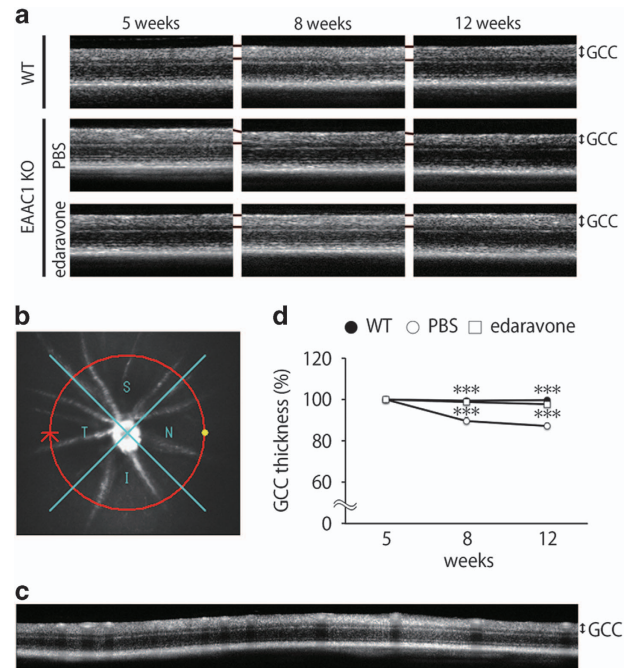 a
5 weeks 8 weeks 12 weeks
WT
GCC
EAAC1 KO
PBS
GCC
edaravone
GCC
b
S
T N
I
d
WT PBS edaravone
GCC thickness (%)
120
100
80
60
0
*** ***
*** ***
5 8 12
weeks
c
GCC